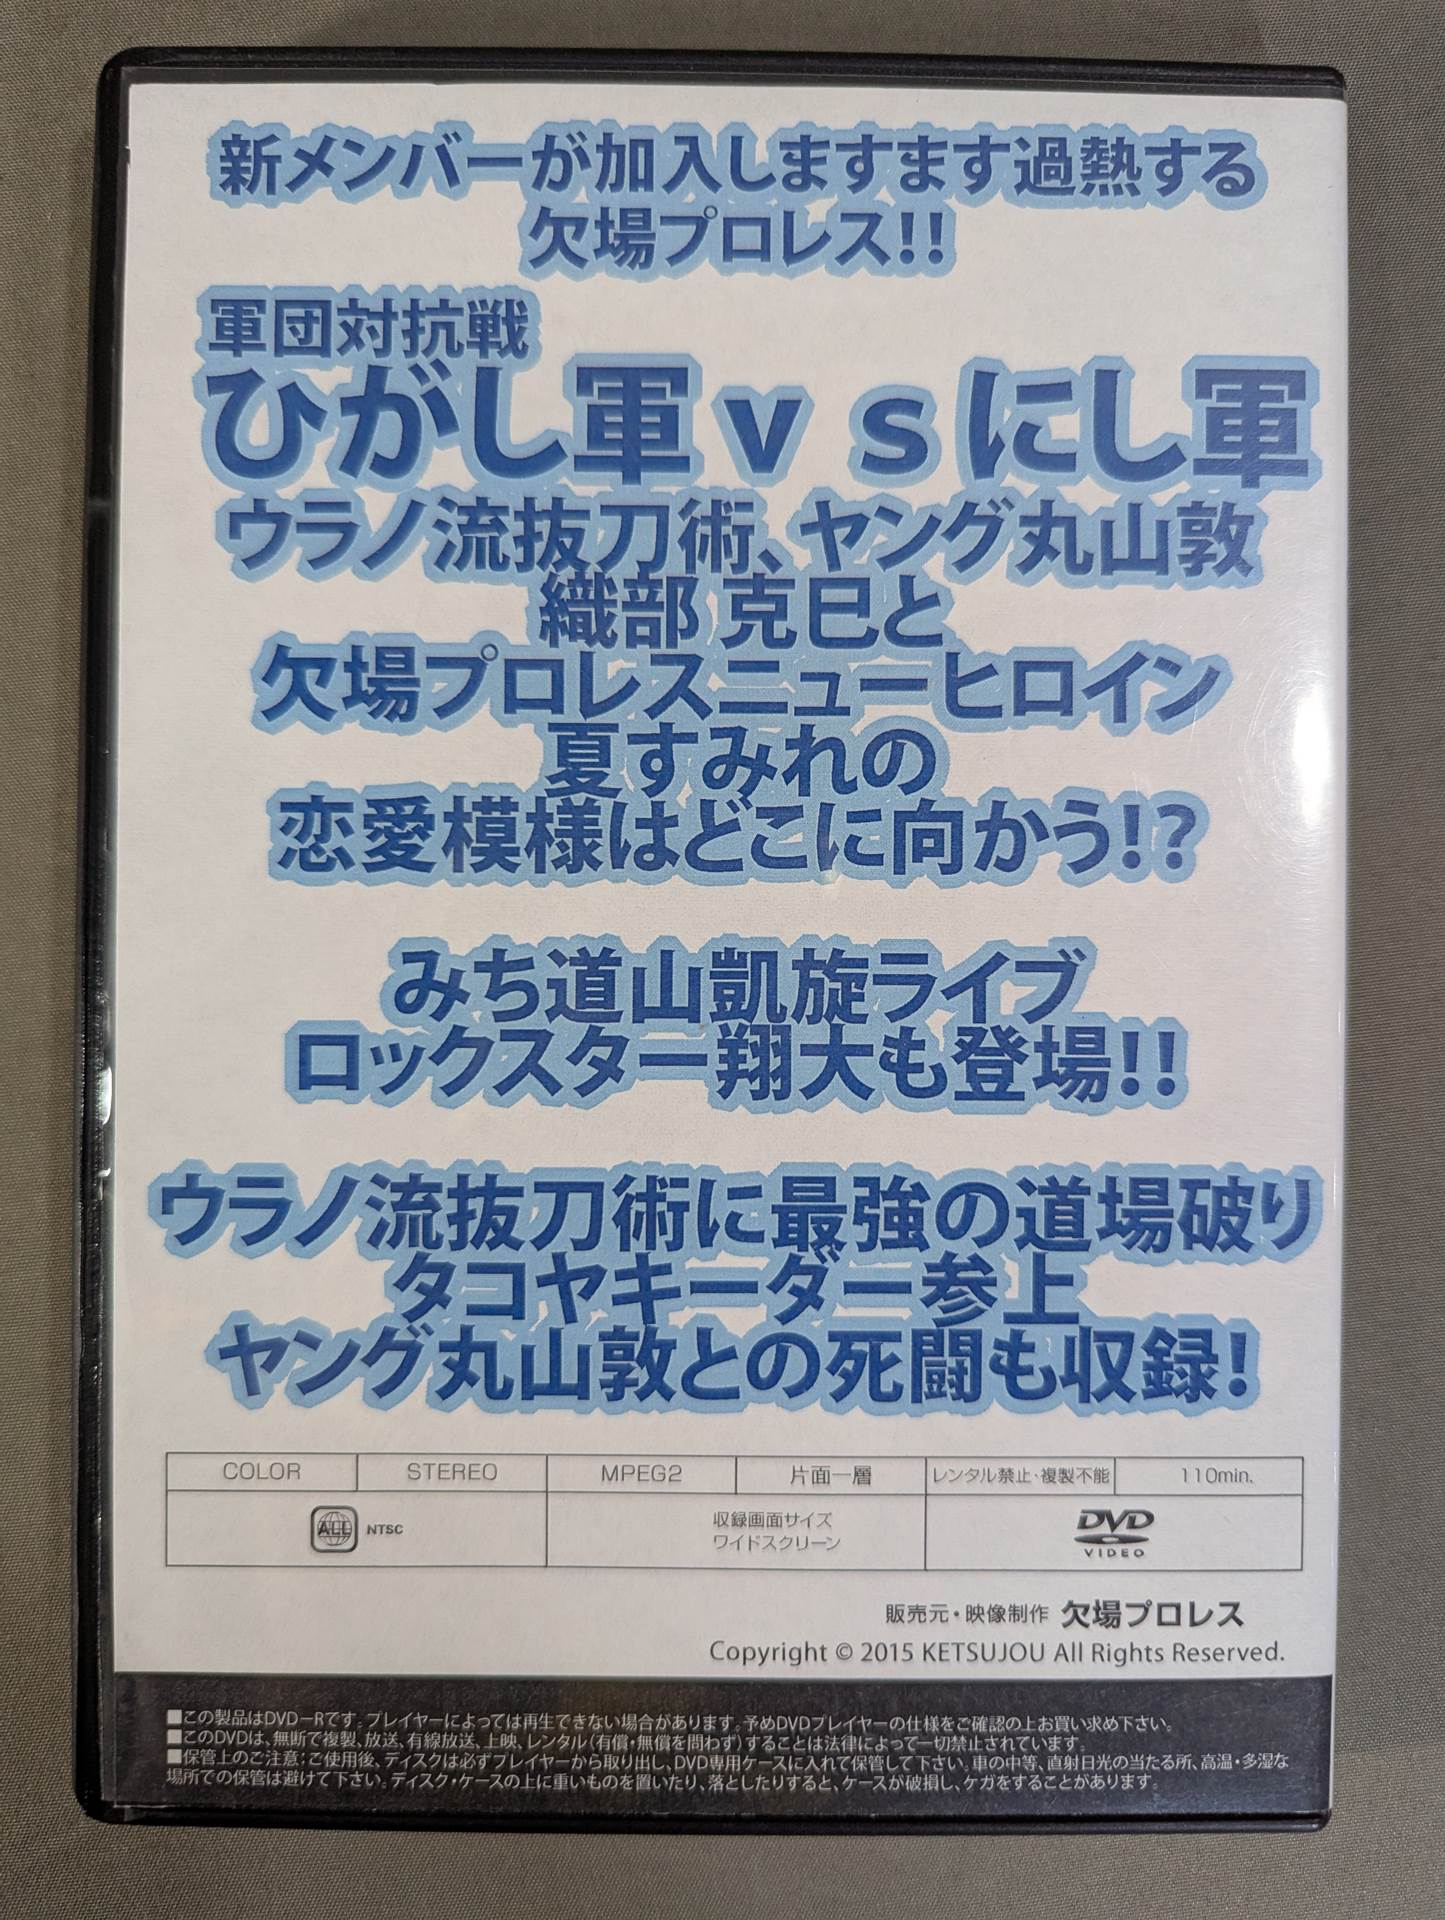 新メンバーが加入しますます過熱する
欠場プロレス!!
軍団対抗戦
ひがし軍ｖｓにし軍
ウラノ流抜刀術、ヤング丸山敦
織部 克巳と
欠場プロレスニューヒロイン
夏すみれの
恋愛模様はどこに向かう!?
みち道山凱旋ライブ
ロックスター翔大も登場!!
ウラノ流抜刀術に最強の道場破り
タコヤキーダー参上
ヤング丸山敦との死闘も収録!
COLOR STEREO MPEG2 片面一層 レンタル禁止・複製不能 110min.
ALL NTSC 収録画面サイズ
ワイドスクリーン
DVD
VIDEO
販売元・映像制作 欠場プロレス
Copyright © 2015 KETSUJOU All Rights Reserved.
■この製品はDVD－Rです。プレイヤーによっては再生できない場合があります。予めDVDプレイヤーの仕様をご確認の上お買い求め下さい。
■このDVDは、無断で複製、放送、有線放送、上映、レンタル(有償・無償を問わず)することは法律によって一切禁止されています。
■保管上のご注意:ご使用後、ディスクは必ずプレイヤーから取り出し、DVD専用ケースに入れて保管して下さい。車の中等、直射日光の当たる所、高温・多湿な
場所での保管は避けて下さい。ディスク・ケースの上に重いものを置いたり、落としたりすると、ケースが破損し、ケガをすることがあります。